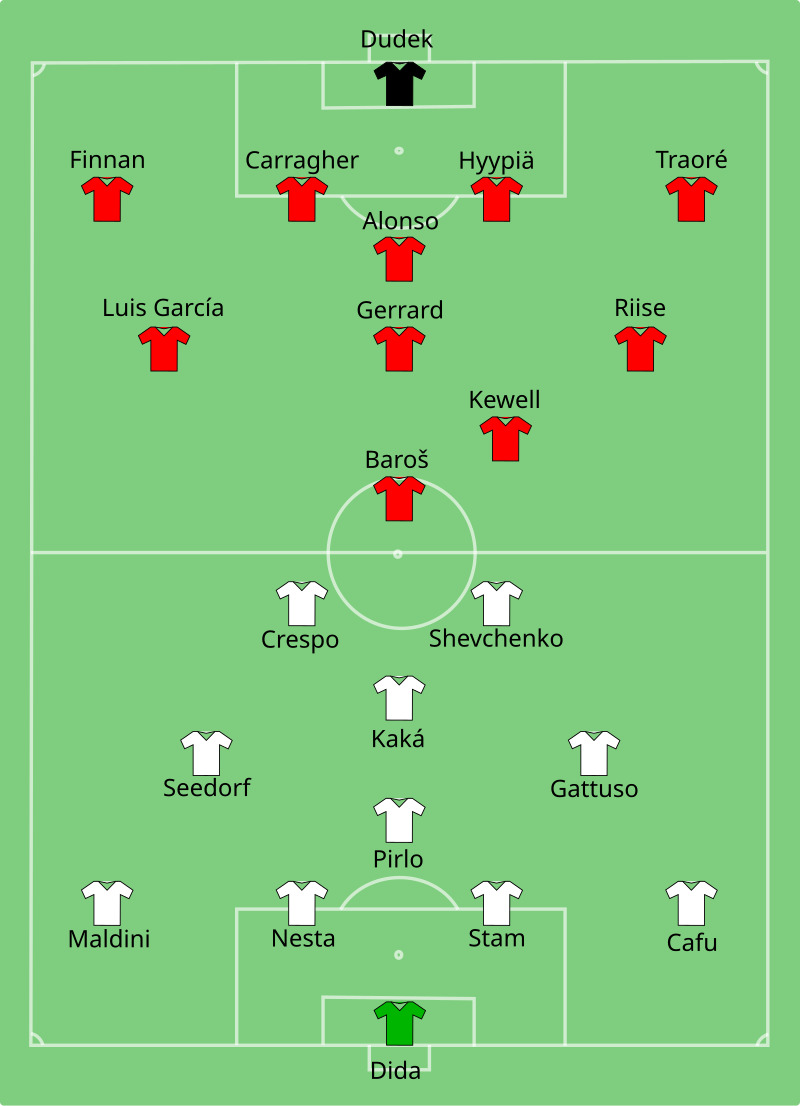 Dudek
Finnan
Carragher
Hyypiä
Traoré
Alonso
Luis García
Gerrard
Riise
Kewell
Baroš
Crespo
Shevchenko
Kaká
Seedorf
Gattuso
Pirlo
Maldini
Nesta
Stam
Cafu
Dida